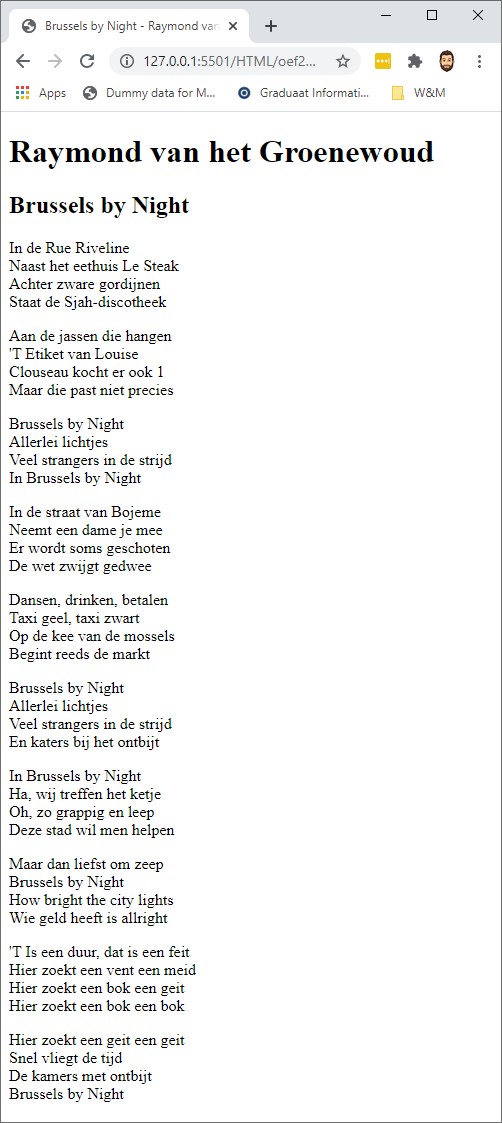 Brussels by Night - Raymond van
127.0.0.1:5501/HTML/oef2...
Apps
Dummy data for M...
Graduaat Informati...
W&M
Raymond van het Groenewoud
Brussels by Night
In de Rue Riveline
Naast het eethuis Le Steak
Achter zware gordijnen
Staat de Sjah-discotheek
Aan de jassen die hangen
'T Etiket van Louise
Clouseau kocht er ook 1
Maar die past niet precies
Brussels by Night
Allerlei lichtjes
Veel strangers in de strijd
In Brussels by Night
In de straat van Bojeme
Neemt een dame je mee
Er wordt soms geschoten
De wet zwijgt gedwee
Dansen, drinken, betalen
Taxi geel, taxi zwart
Op de kee van de mossels
Begint reeds de markt
Brussels by Night
Allerlei lichtjes
Veel strangers in de strijd
En katers bij het ontbijt
In Brussels by Night
Ha, wij treffen het ketje
Oh, zo grappig en leep
Deze stad wil men helpen
Maar dan liefst om zeep
Brussels by Night
How bright the city lights
Wie geld heeft is allright
'T Is een duur, dat is een feit
Hier zoekt een vent een meid
Hier zoekt een bok een geit
Hier zoekt een bok een bok
Hier zoekt een geit een geit
Snel vliegt de tijd
De kamers met ontbijt
Brussels by Night